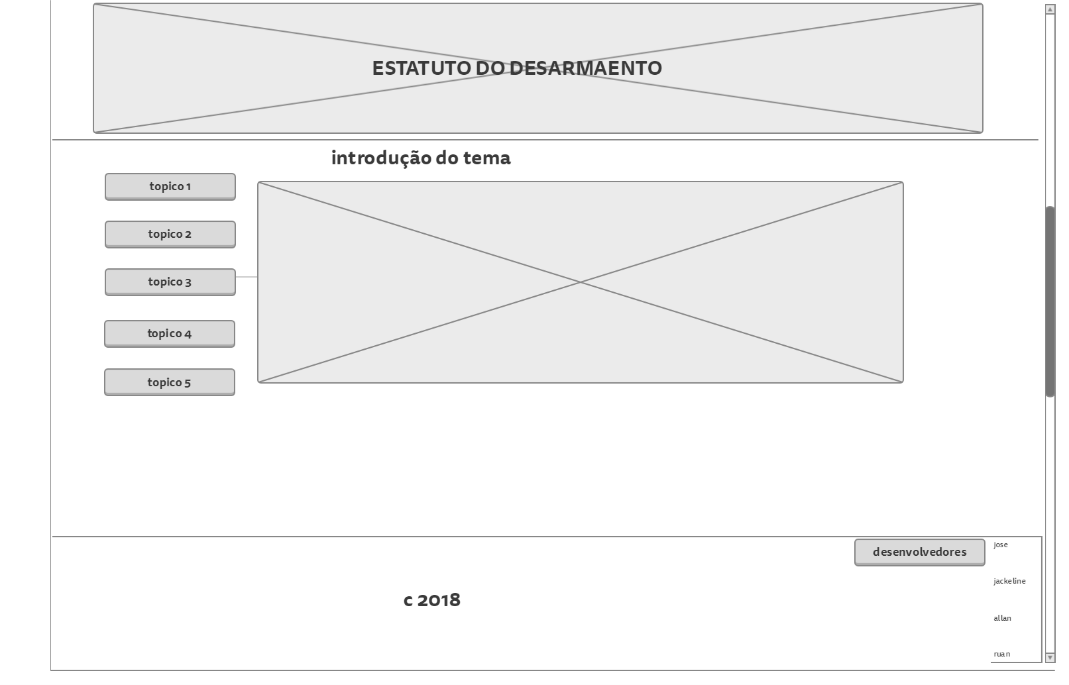 ESTATUTO DO DESARMAENTO
introdução do tema
topico 1
topico 2
topico 3
topico 4
topico 5
desenvolvedores
jose
jackeline
allan
ruan
c 2018